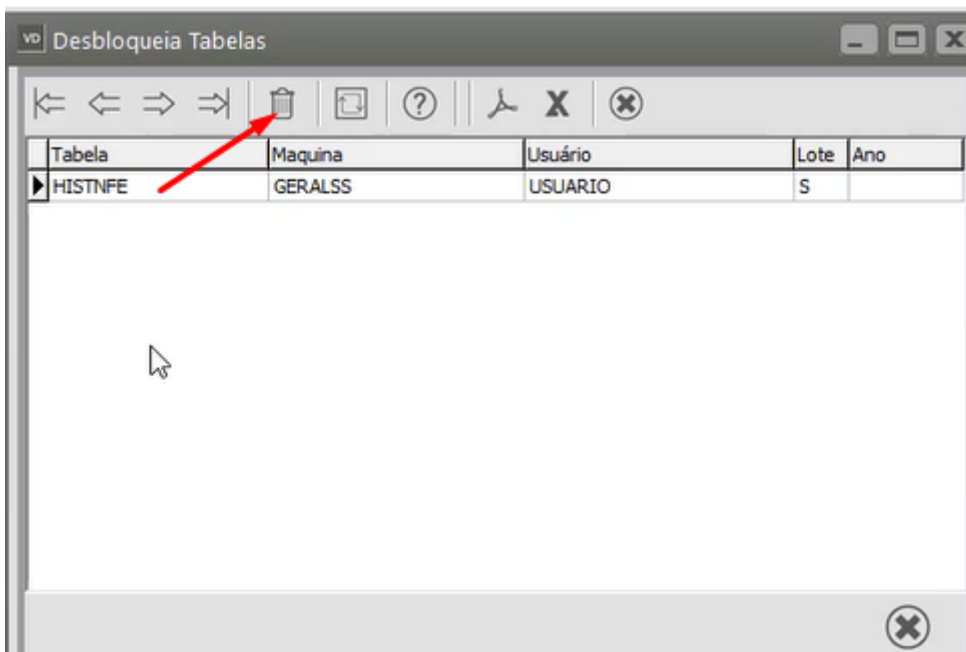 VD Desbloqueia Tabelas
Tabela Maquina Usuário Lote Ano
HISTNFE GERALSS USUARIO S